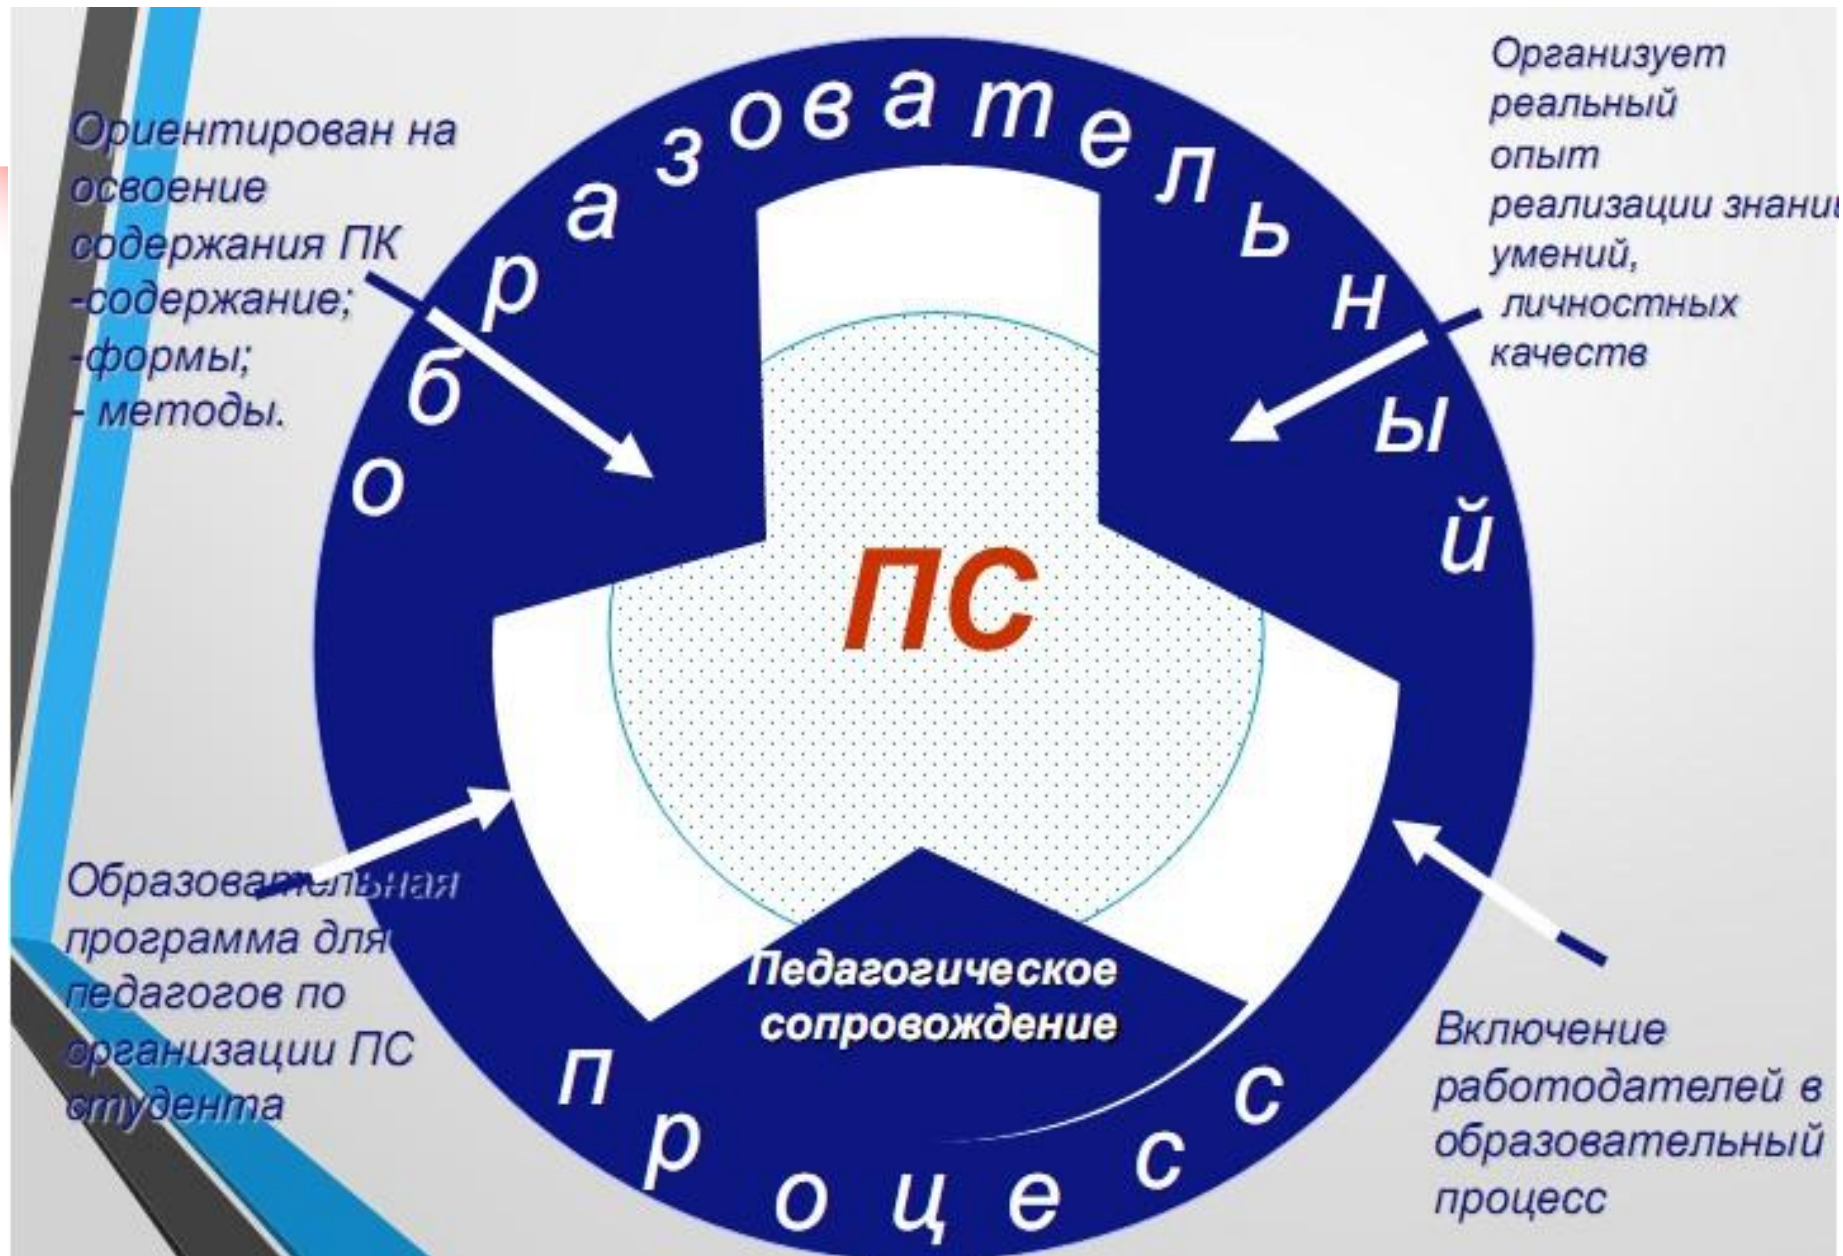 образовательный
Ориентирован на
освоение
содержания ПК
-содержание;
-формы;
- методы.
Организует
реальный
опыт
реализации
умений,
личностных
качеств
ПС
Педагогическое
сопровождение
Образовательная
программа для
педагогов по
организации ПС
студента
Включение
работодателей в
образовательный
процесс
процесс